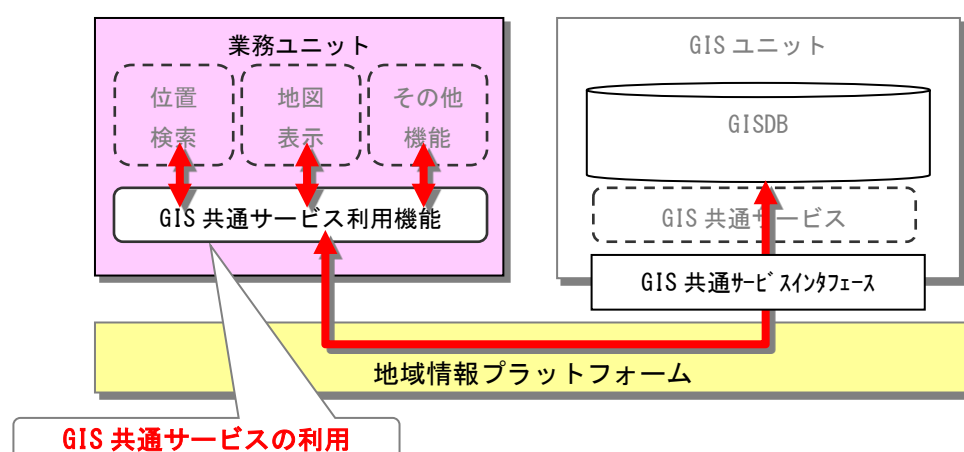 業務ユニット
位置
検索
地図
表示
その他
機能
GIS 共通サービス利用機能
GIS ユニット
GISDB
GIS 共通サービス
GIS 共通ｻｰﾋﾞｽｲﾝﾀﾌｪｰｽ
地域情報プラットフォーム
GIS 共通サービスの利用